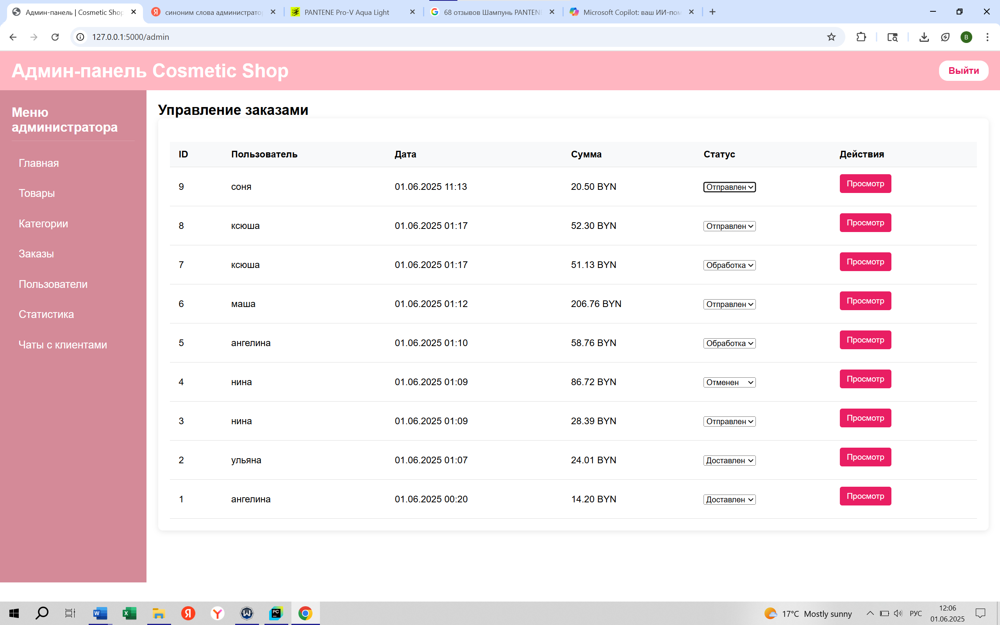 Админ-панель | Cosmetic Shop
синоним слова администратор
PANTENE Pro-V Aqua Light
68 отзывов Шампунь PANTENE
Microsoft Copilot: ваш ИИ-пом
127.0.0.1:5000/admin
B
Админ-панель Cosmetic Shop
Выйти
Меню
администратора
Главная
Товары
Категории
Заказы
Пользователи
Статистика
Чаты с клиентами
Управление заказами
ID Пользователь Дата Сумма Статус Действия
9 соня 01.06.2025 11:13 20.50 BYN Отправлен Просмотр
8 ксюша 01.06.2025 01:17 52.30 BYN Отправлен Просмотр
7 ксюша 01.06.2025 01:17 51.13 BYN Обработка Просмотр
6 маша 01.06.2025 01:12 206.76 BYN Отправлен Просмотр
5 ангелина 01.06.2025 01:10 58.76 BYN Обработка Просмотр
4 нина 01.06.2025 01:09 86.72 BYN Отменен Просмотр
3 нина 01.06.2025 01:09 28.39 BYN Отправлен Просмотр
2 ульяна 01.06.2025 01:07 24.01 BYN Доставлен Просмотр
1 ангелина 01.06.2025 00:20 14.20 BYN Доставлен Просмотр
17°C Mostly sunny
РУС
12:06
01.06.2025